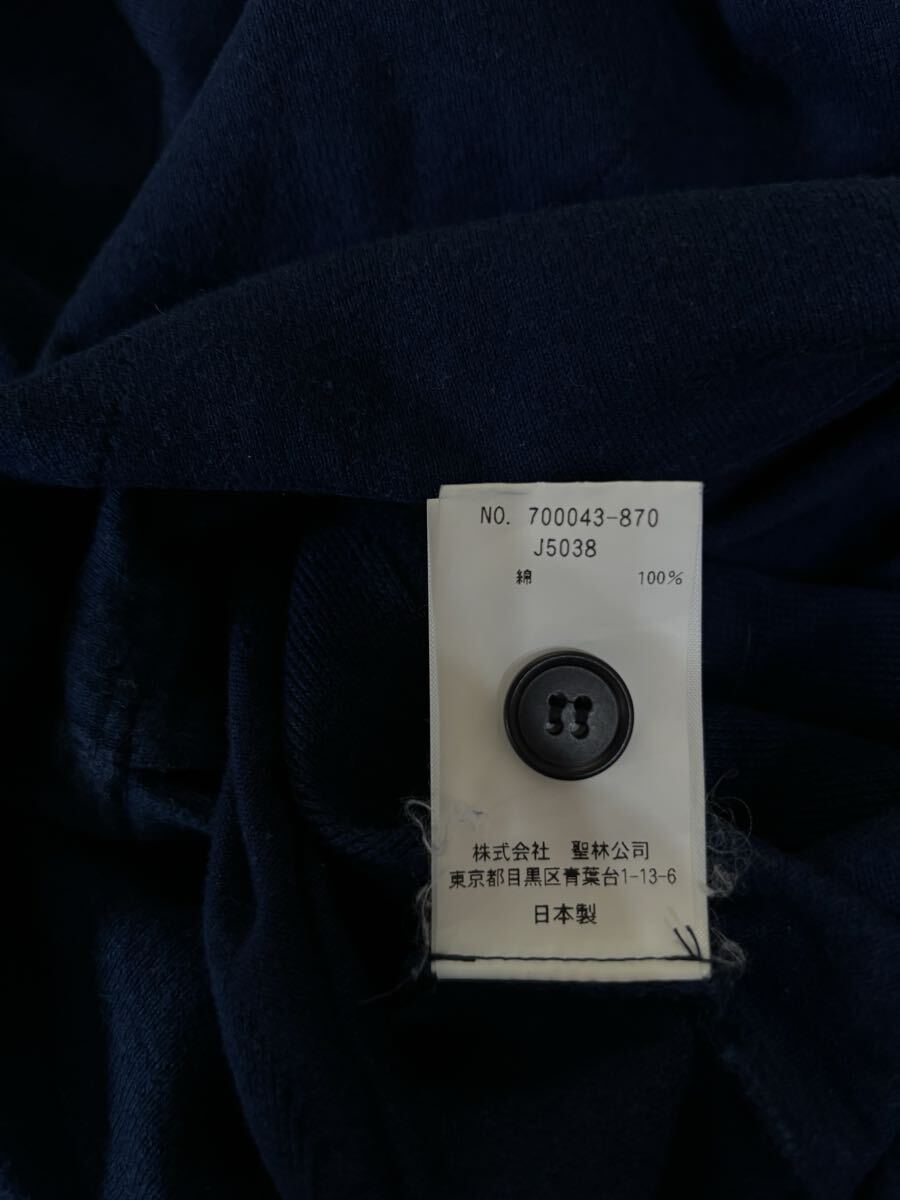 NO. 700043-870
J5038
綿 100%
株式会社 聖林公司
東京都目黒区青葉台1-13-6
日本製